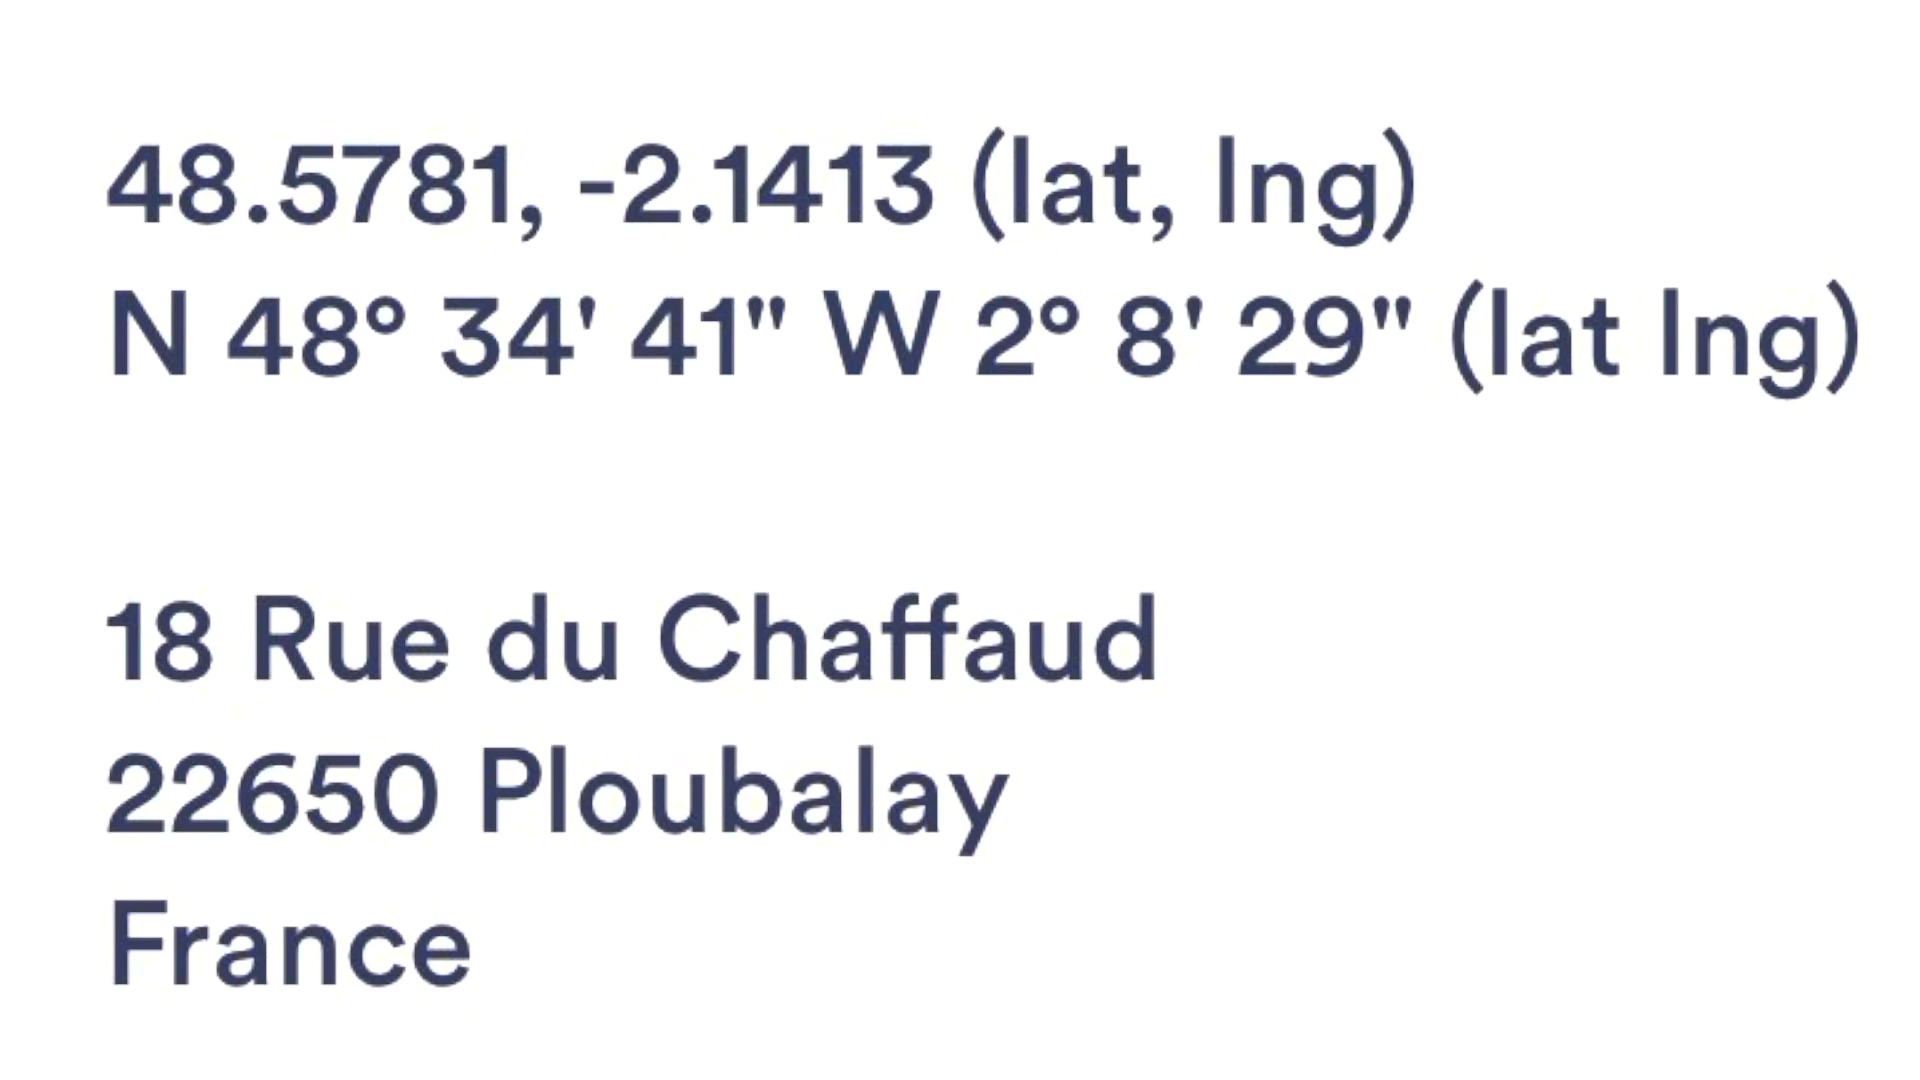 48.5781, -2.1413 (lat, lng)
N 48° 34' 41" W 2° 8' 29" (lat lng)
18 Rue du Chaffaud
22650 Ploubalay
France